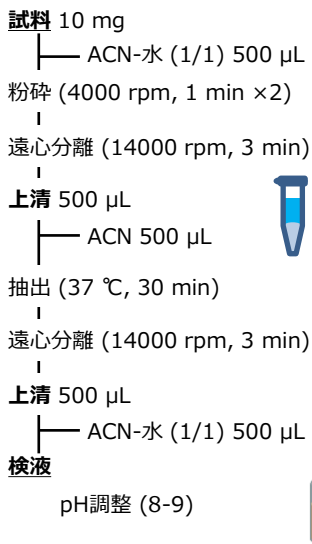 試料 10 mg
ACN-水 (1/1) 500 μL
粉砕 (4000 rpm, 1 min ×2)
遠心分離 (14000 rpm, 3 min)
上清 500 μL
ACN 500 μL
抽出 (37 ℃, 30 min)
遠心分離 (14000 rpm, 3 min)
上清 500 μL
ACN-水 (1/1) 500 μL
検液
pH調整 (8-9)